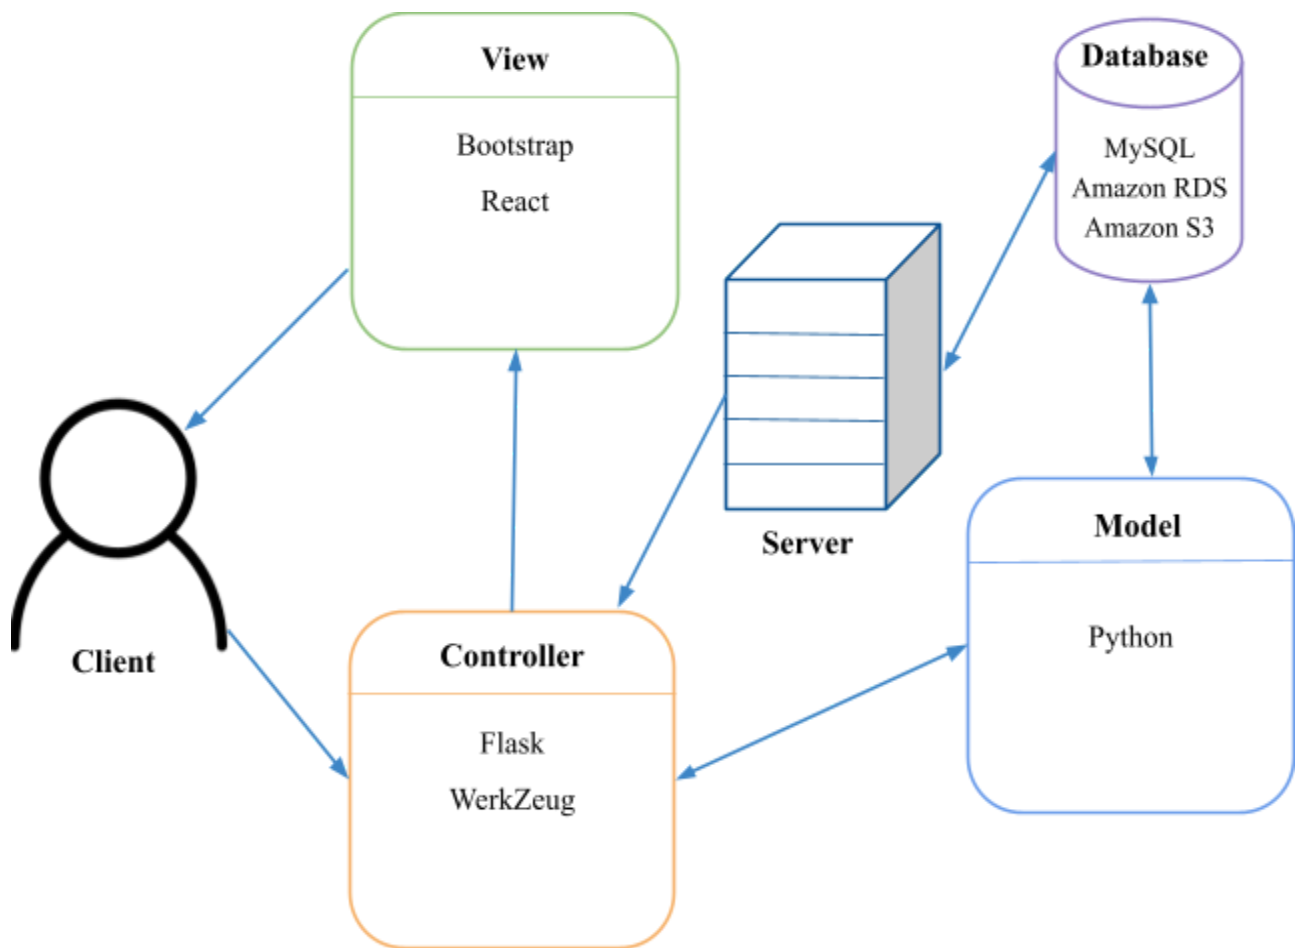 View
Bootstrap
React
Database
MySQL
Amazon RDS
Amazon S3
Server
Client
Controller
Flask
WerkZeug
Model
Python